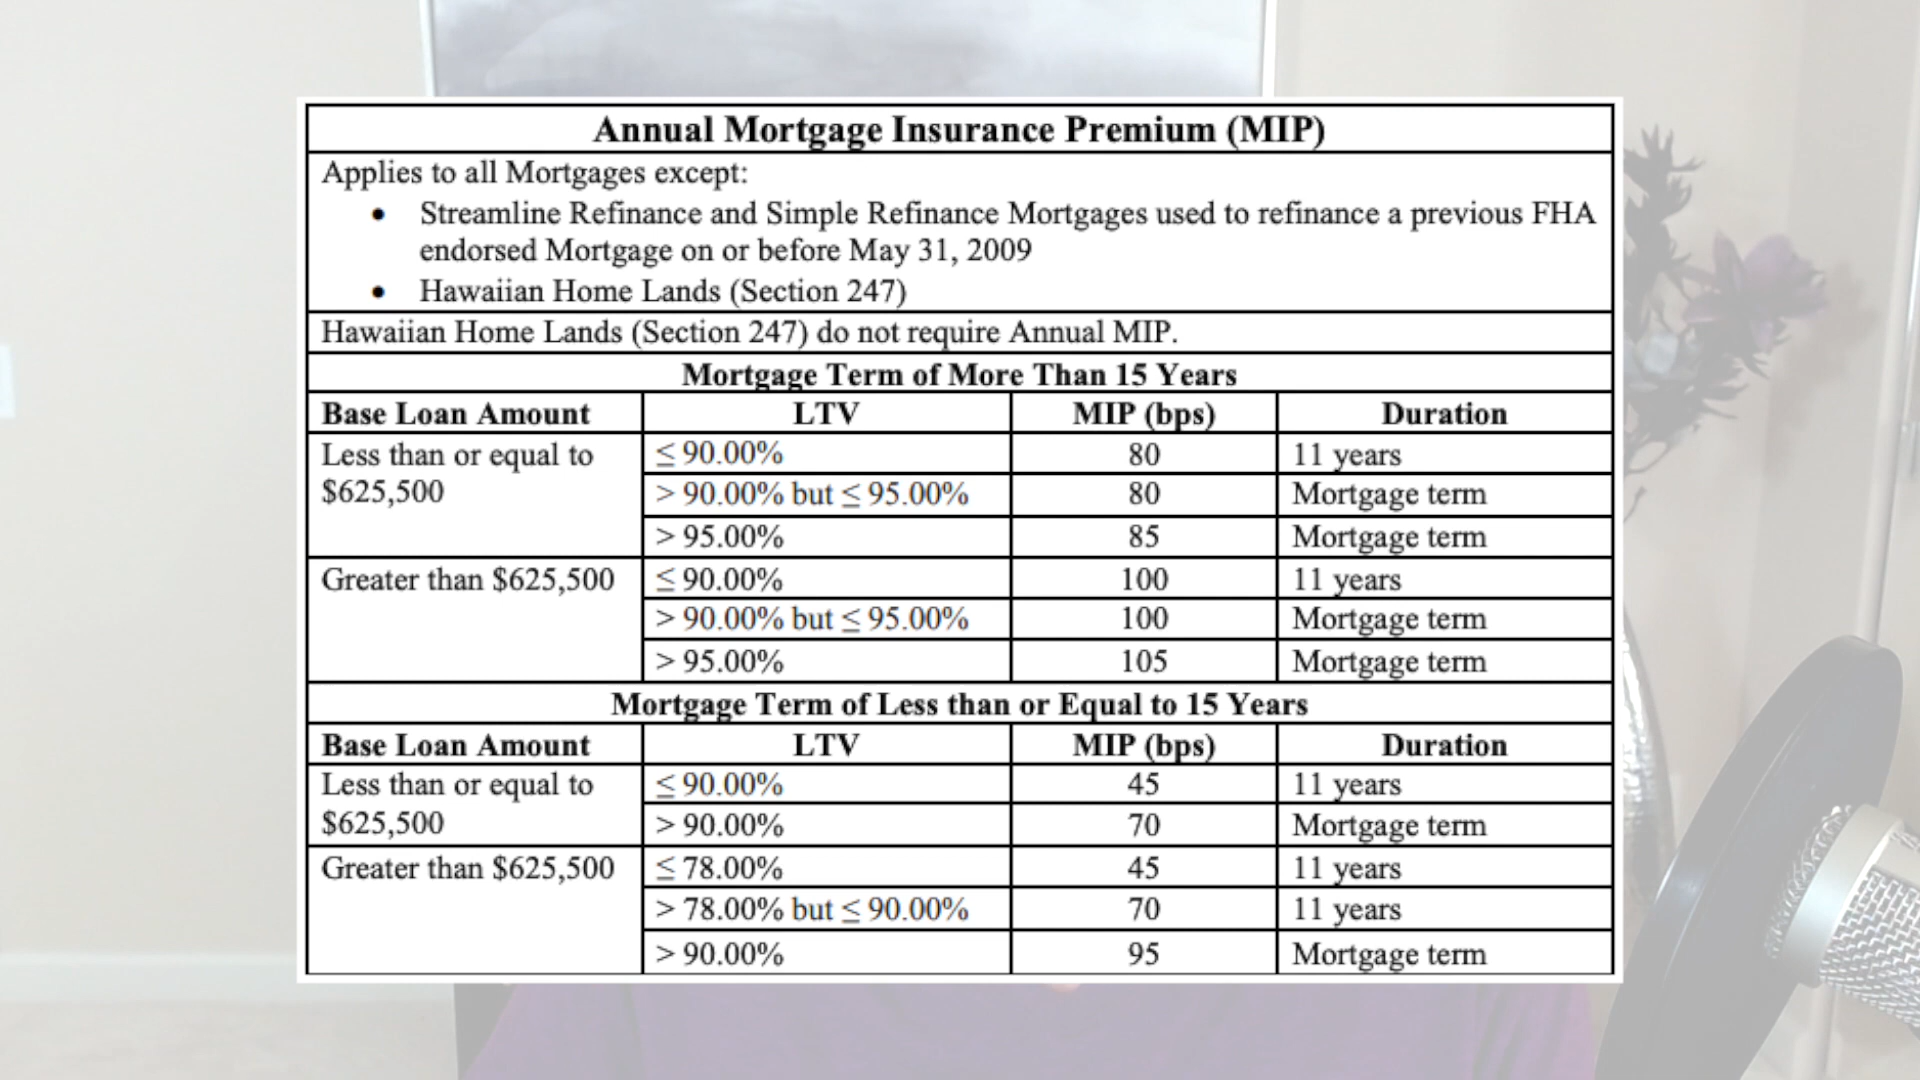 Annual Mortgage Insurance Premium (MIP)
Applies to all Mortgages except:
• Streamline Refinance and Simple Refinance Mortgages used to refinance a previous FHA
endorsed Mortgage on or before May 31, 2009
• Hawaiian Home Lands (Section 247)
Hawaiian Home Lands (Section 247) do not require Annual MIP.
Mortgage Term of More Than 15 Years
Base Loan Amount LTV MIP (bps) Duration
Less than or equal to ≤ 90.00% 80 11 years
$625,500 > 90.00% but ≤ 95.00% 80 Mortgage term
> 95.00% 85 Mortgage term
Greater than $625,500 ≤ 90.00% 100 11 years
> 90.00% but ≤ 95.00% 100 Mortgage term
> 95.00% 105 Mortgage term
Mortgage Term of Less than or Equal to 15 Years
Base Loan Amount LTV MIP (bps) Duration
Less than or equal to ≤ 90.00% 45 11 years
$625,500 > 90.00% 70 Mortgage term
Greater than $625,500 ≤ 78.00% 45 11 years
> 78.00% but ≤ 90.00% 70 11 years
> 90.00% 95 Mortgage term